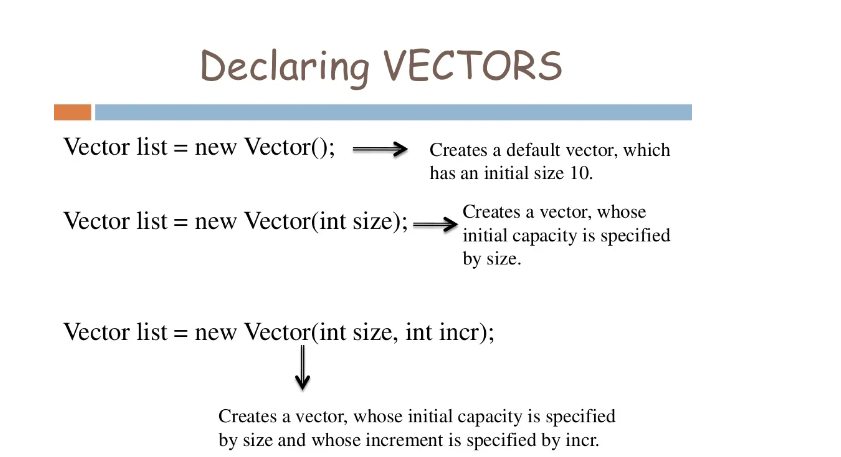 Declaring VECTORS
Vector list = new Vector();
Creates a default vector, which
has an initial size 10.
Vector list = new Vector(int size);
Creates a vector, whose
initial capacity is specified
by size.
Vector list = new Vector(int size, int incr);
Creates a vector, whose initial capacity is specified
by size and whose increment is specified by incr.